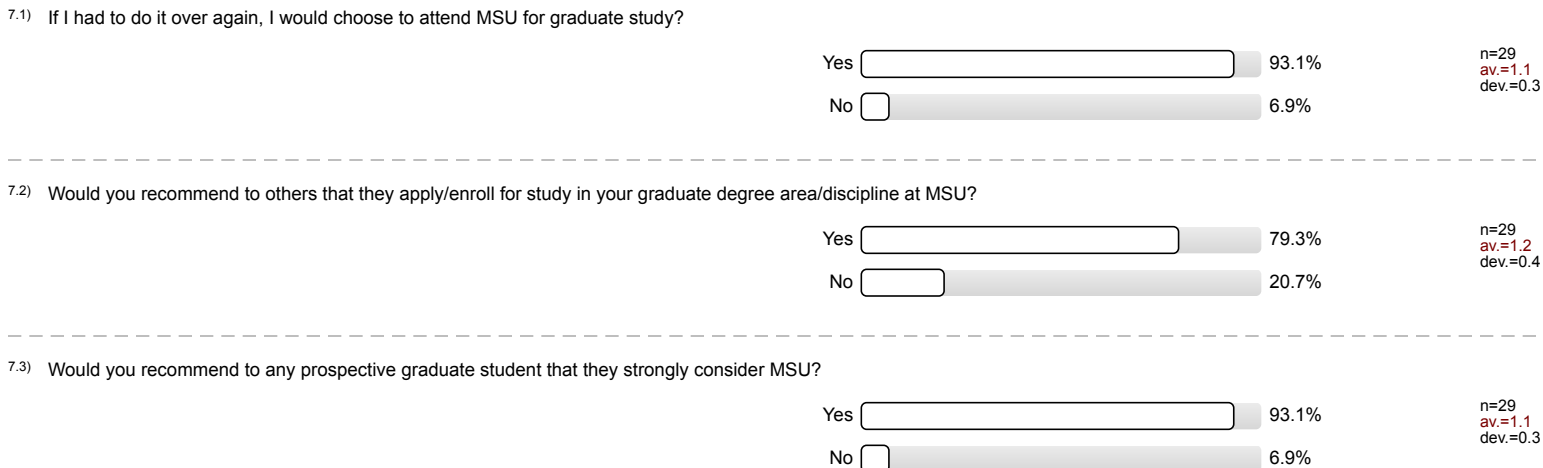 7.1) If I had to do it over again, I would choose to attend MSU for graduate study?
Yes 93.1%
No 6.9%
n=29
av.=1.1
dev.=0.3
7.2) Would you recommend to others that they apply/enroll for study in your graduate degree area/discipline at MSU?
Yes 79.3%
No 20.7%
n=29
av.=1.2
dev.=0.4
7.3) Would you recommend to any prospective graduate student that they strongly consider MSU?
Yes 93.1%
No 6.9%
n=29
av.=1.1
dev.=0.3